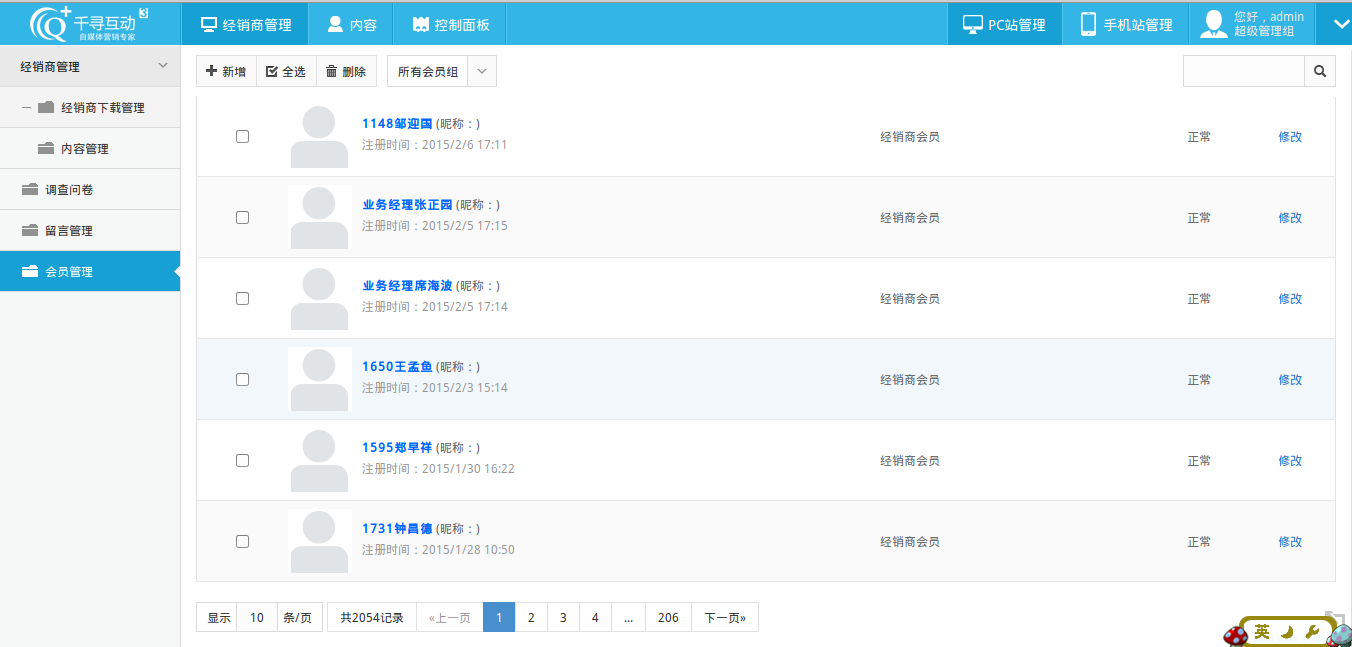 千寻互动 3
自媒体营销专家
经销商管理
内容
控制面板
PC站管理
手机站管理
您好，admin
超级管理组
经销商管理
经销商下载管理
内容管理
调查问卷
留言管理
会员管理
新增
全选
删除
所有会员组
1148邹迎国 (昵称：)
注册时间：2015/2/6 17:11
经销商会员
正常
修改
业务经理张正园 (昵称：)
注册时间：2015/2/5 17:15
经销商会员
正常
修改
业务经理席海波 (昵称：)
注册时间：2015/2/5 17:14
经销商会员
正常
修改
1650王孟鱼 (昵称：)
注册时间：2015/2/3 15:14
经销商会员
正常
修改
1595郑早祥 (昵称：)
注册时间：2015/1/30 16:22
经销商会员
正常
修改
1731钟昌德 (昵称：)
注册时间：2015/1/28 10:50
经销商会员
正常
修改
显示 10 条/页 共2054记录 «上一页 1 2 3 4 ... 206 下一页»
英